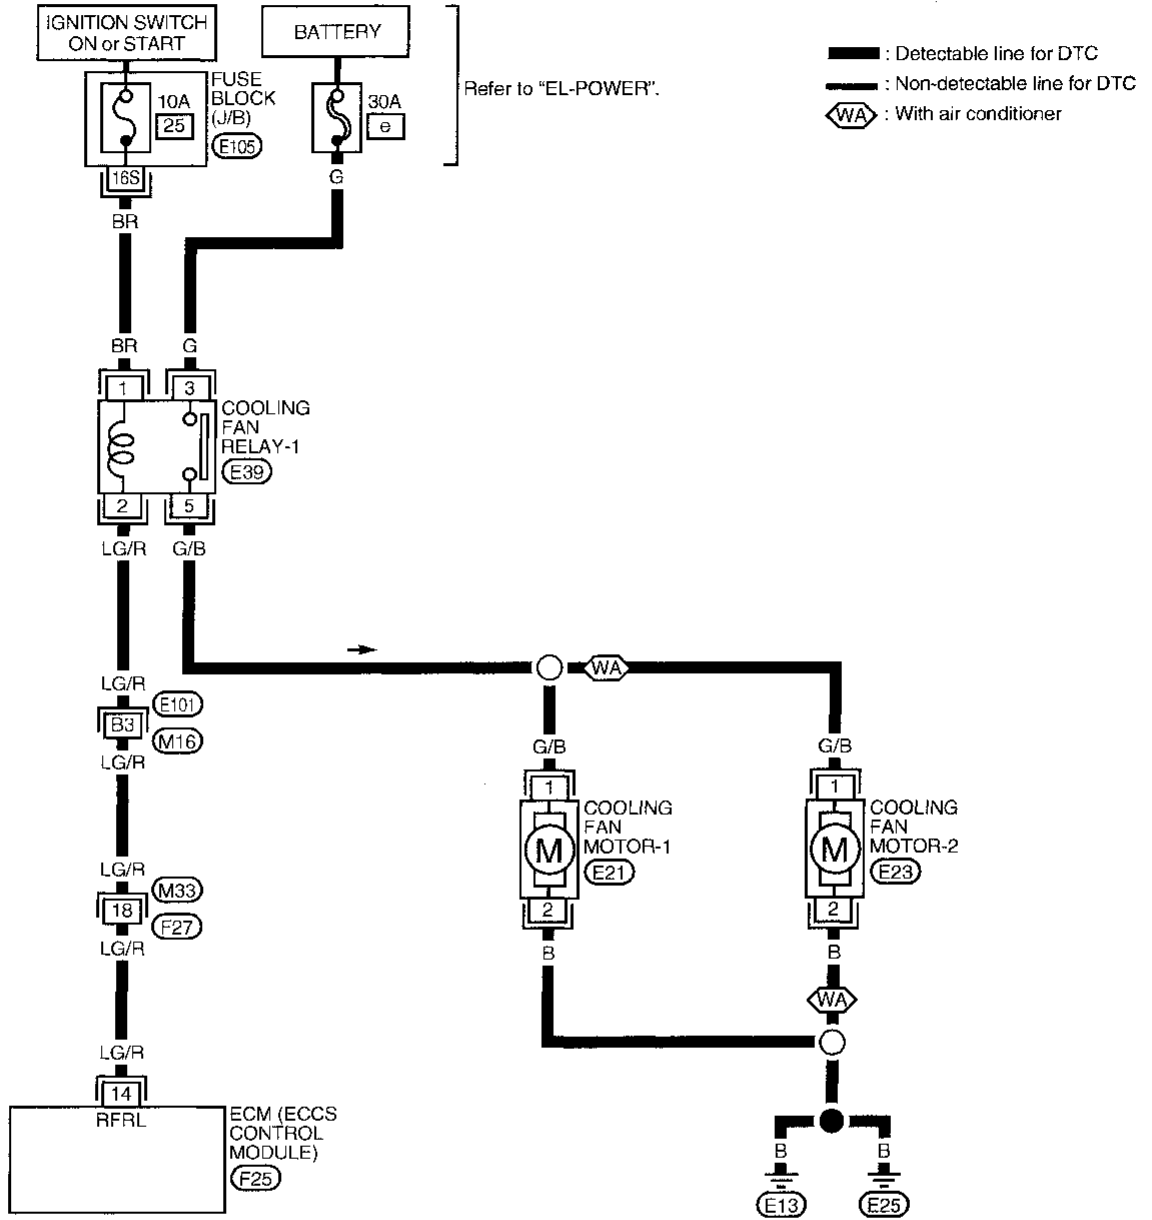 IGNITION SWITCH
ON or START
BATTERY
: Detectable line for DTC
: Non-detectable line for DTC
WA : With air conditioner
Refer to "EL-POWER".
FUSE
BLOCK
(J/B)
E105
10A
25
30A
e
16S
G
BR
BR
G
1
3
COOLING
FAN
RELAY-1
E39
2
5
LG/R
G/B
WA
LG/R
E101
B3
M16
LG/R
G/B
G/B
1
1
COOLING
FAN
MOTOR-1
E21
M
COOLING
FAN
MOTOR-2
E23
M
LG/R
M33
18
F27
LG/R
2
2
B
B
WA
LG/R
14
RFRL
ECM (ECCS
CONTROL
MODULE)
F25
B
B
E13
E25